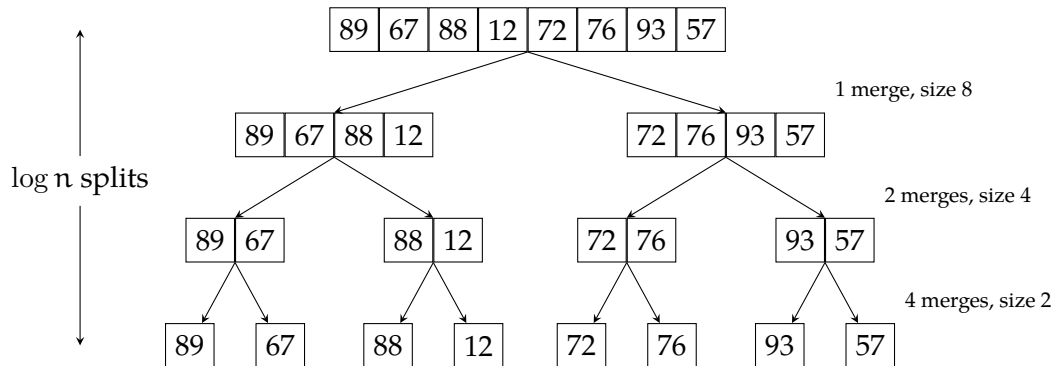 89 67 88 12 72 76 93 57
1 merge, size 8
89 67 88 12 72 76 93 57
log n splits
2 merges, size 4
89 67 88 12 72 76 93 57
4 merges, size 2
89 67 88 12 72 76 93 57